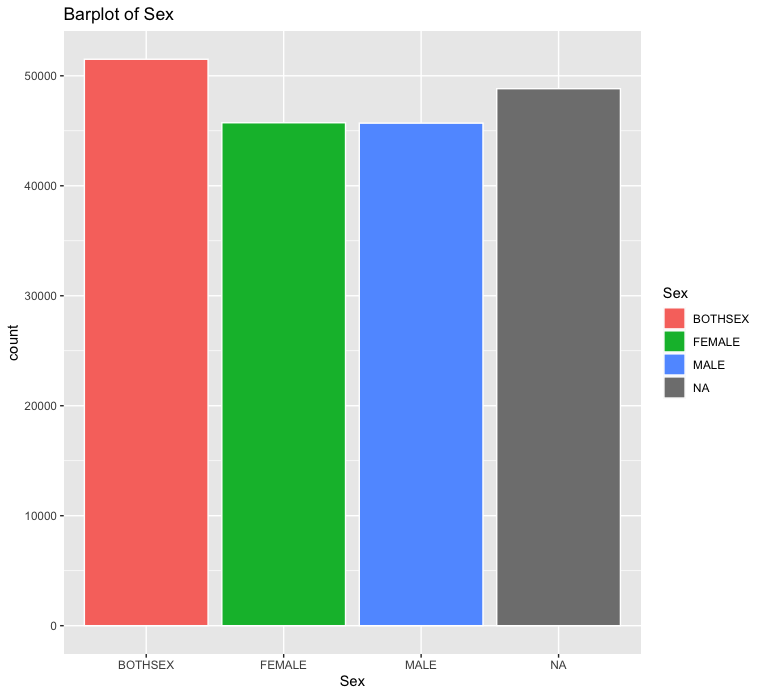 Barplot of Sex
50000
40000
30000
20000
10000
0
count
BOTHSEX
FEMALE
MALE
NA
Sex
Sex
BOTHSEX
FEMALE
MALE
NA